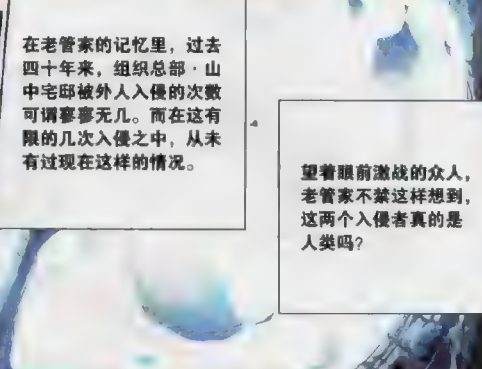 在老管家的记忆里，过去
四十年来，组织总部·山
中宅邸被外人入侵的次数
可谓寥寥无几。而在这有
限的几次入侵之中，从未
有过现在这样的情况。
望着眼前激战的众人，
老管家不禁这样想到，
这两个入侵者真的是
人类吗？